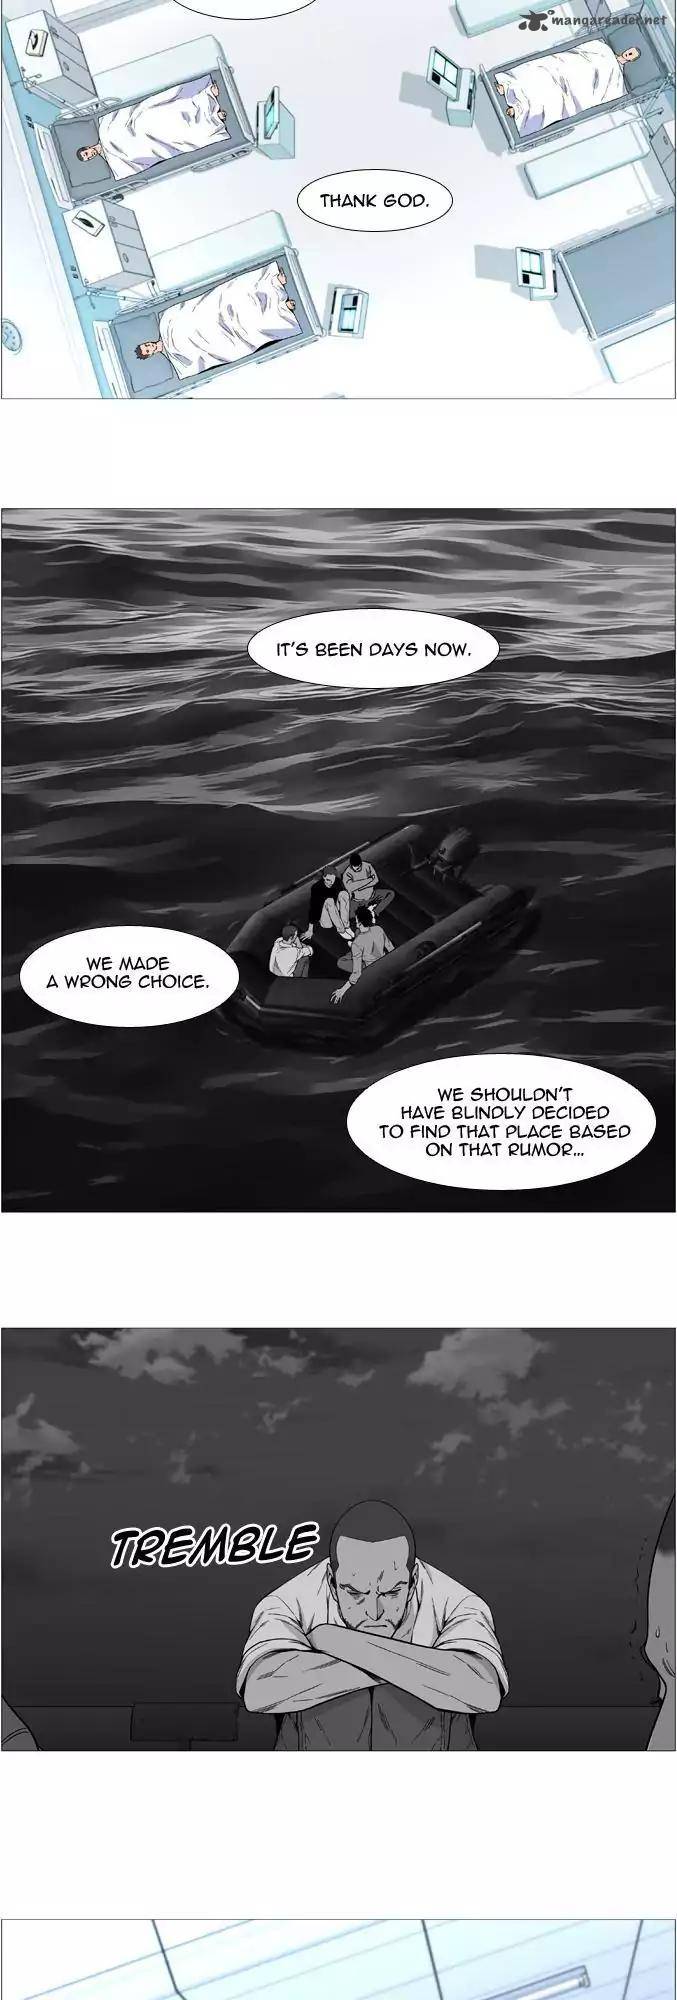 mangareader.net
THANK GOD.
IT'S BEEN DAYS NOW.
WE MADE
A WRONG CHOICE.
WE SHOULDN'T
HAVE BLINDLY DECIDED
TO FIND THAT PLACE BASED
ON THAT RUMOR...
TREMBLE